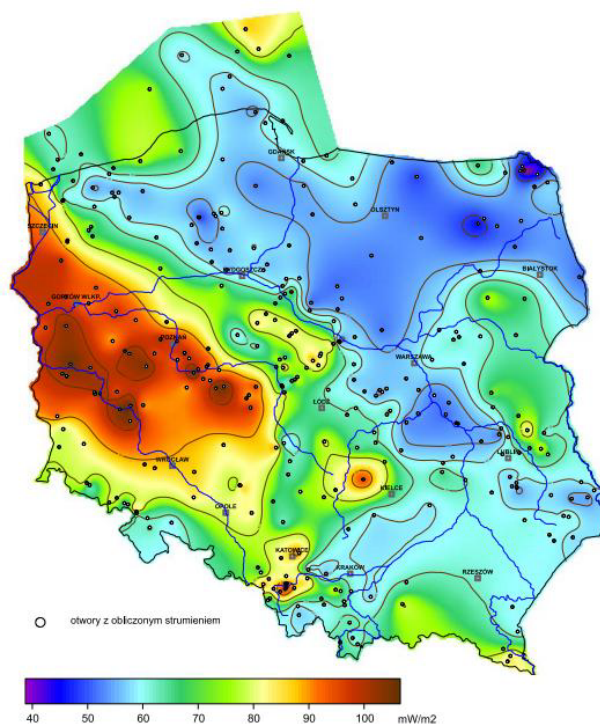 GDAŃSK
OLSZTYN
SZCZECIN
BIAŁYSTOK
BYDGOSZCZ
GORZÓW WLKP.
POZNAŃ
WARSZAWA
ŁÓDŹ
WROCŁAW
LUBLIN
KIELCE
OPOLE
KATOWICE
KRAKÓW
RZESZÓW
otwory z obliczonym strumieniem
40 50 60 70 80 90 100 mW/m2